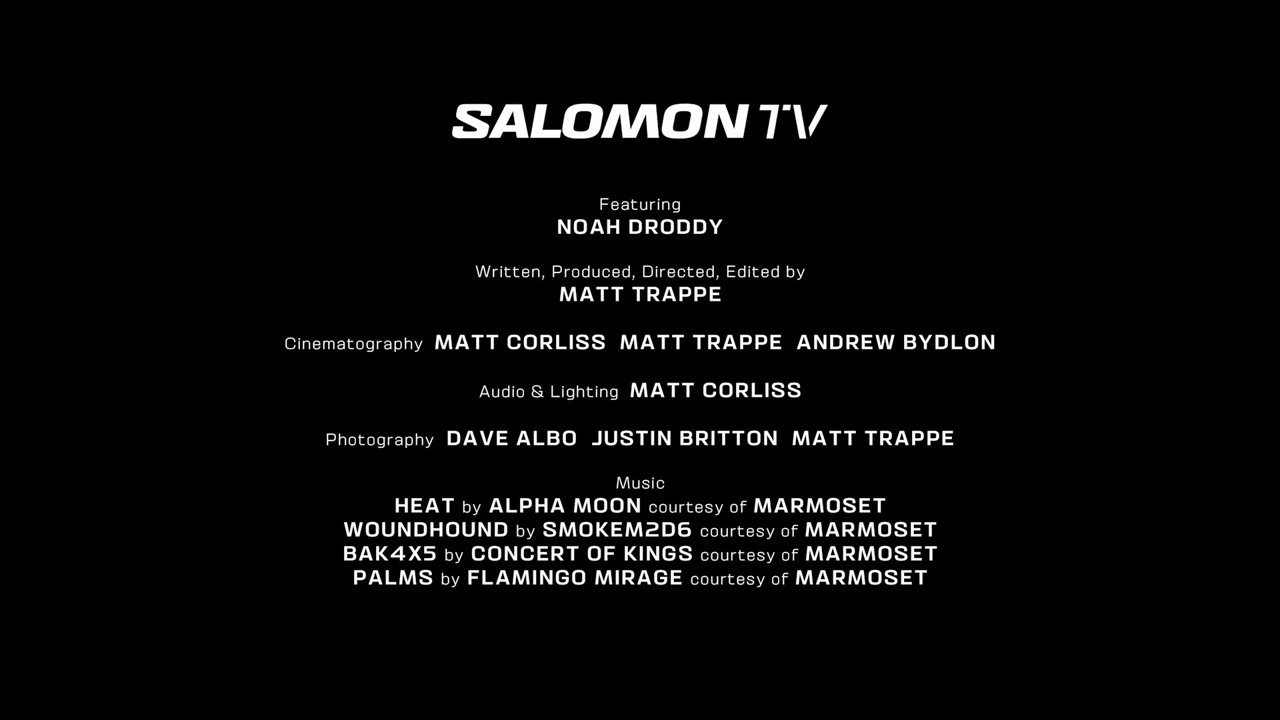 SALOMON TV
Featuring
NOAH DRODDY
Written, Produced, Directed, Edited by
MATT TRAPPE
Cinematography MATT CORLISS MATT TRAPPE ANDREW BYDLON
Audio & Lighting MATT CORLISS
Photography DAVE ALBO JUSTIN BRITTON MATT TRAPPE
Music
HEAT by ALPHA MOON courtesy of MARMOSET
WOUNDHOUND by SMOKEM2D6 courtesy of MARMOSET
BAK4X5 by CONCERT OF KINGS courtesy of MARMOSET
PALMS by FLAMINGO MIRAGE courtesy of MARMOSET